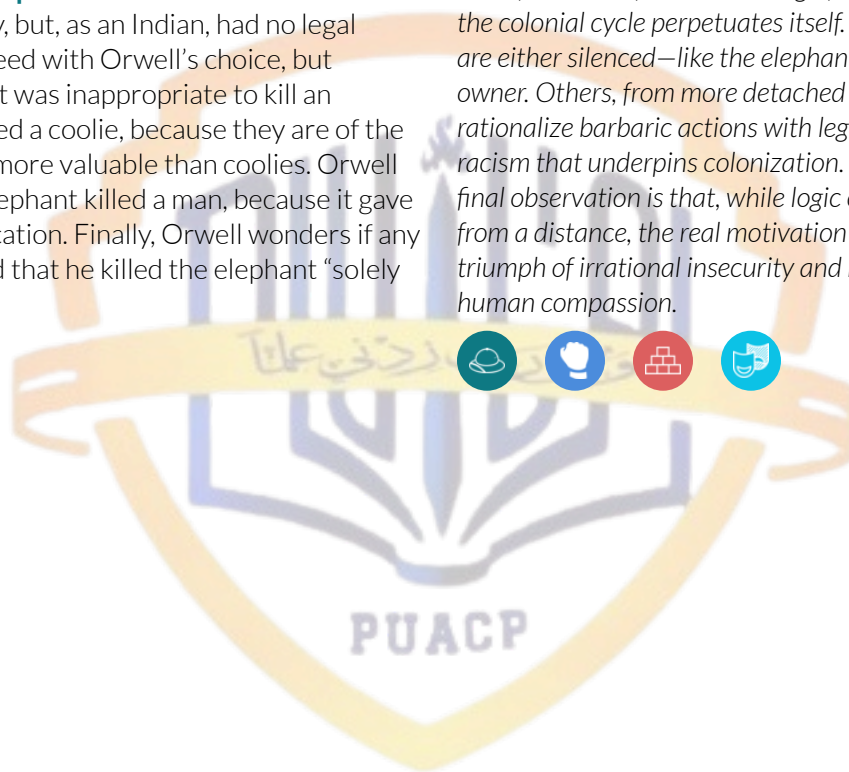 y, but, as an Indian, had no legal
eed with Orwell’s choice, but
t was inappropriate to kill an
ed a coolie, because they are of the
more valuable than coolies. Orwell
ephant killed a man, because it gave
cation. Finally, Orwell wonders if any
d that he killed the elephant “solely
the colonial cycle perpetuates itself.
are either silenced—like the elephan
owner. Others, from more detached
rationalize barbaric actions with leg
racism that underpins colonization.
final observation is that, while logic
from a distance, the real motivation
triumph of irrational insecurity and
human compassion.
زدني علما
PUACP